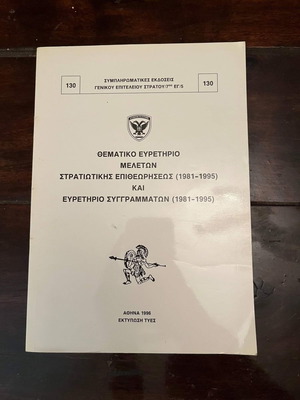 130
ΣΥΜΠΛΗΡΩΜΑΤΙΚΕΣ ΕΚΔΟΣΕΙΣ
ΓΕΝΙΚΟΥ ΕΠΙΤΕΛΕΙΟΥ ΣΤΡΑΤΟΥ/7ου ΕΓ/5
130
ΘΕΜΑΤΙΚΟ ΕΥΡΕΤΗΡΙΟ
ΜΕΛΕΤΩΝ
ΣΤΡΑΤΙΩΤΙΚΗΣ ΕΠΙΘΕΩΡΗΣΕΩΣ (1981-1995)
ΚΑΙ
ΕΥΡΕΤΗΡΙΟ ΣΥΓΓΡΑΜΜΑΤΩΝ (1981-1995)
ΑΘΗΝΑ 1996
ΕΚΤΥΠΩΣΗ ΤΥΕΣ